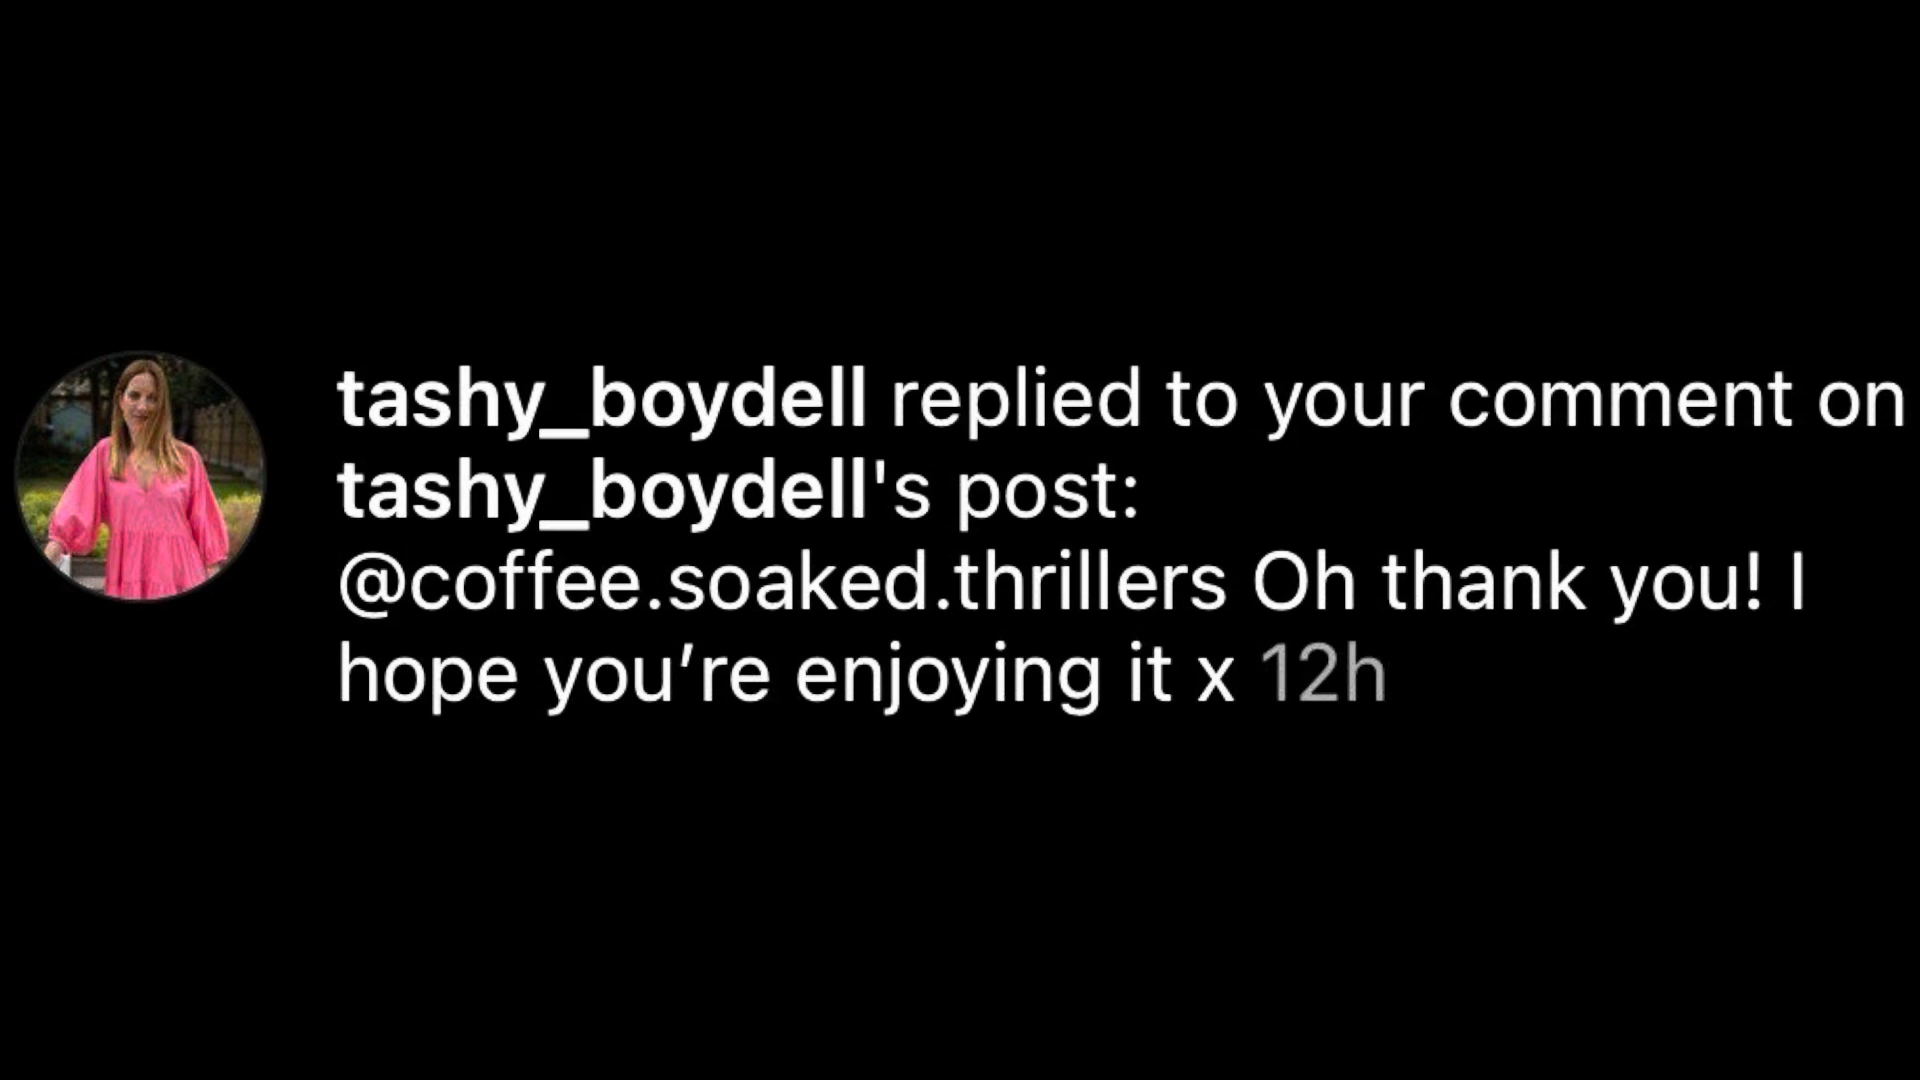 tashy_boydell replied to your comment on
tashy_boydell's post:
@coffee.soaked.thrillers Oh thank you! I
hope you’re enjoying it x 12h